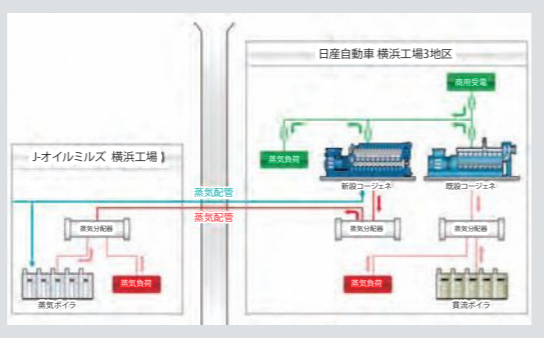 日産自動車 横浜工場3地区
商用受電
蒸気負荷
新設コージェネ
既設コージェネ
J-オイルミルズ 横浜工場】
蒸気配管
蒸気配管
蒸気分配器
蒸気分配器
蒸気分配器
蒸気ボイラ
蒸気負荷
蒸気負荷
貫流ボイラ